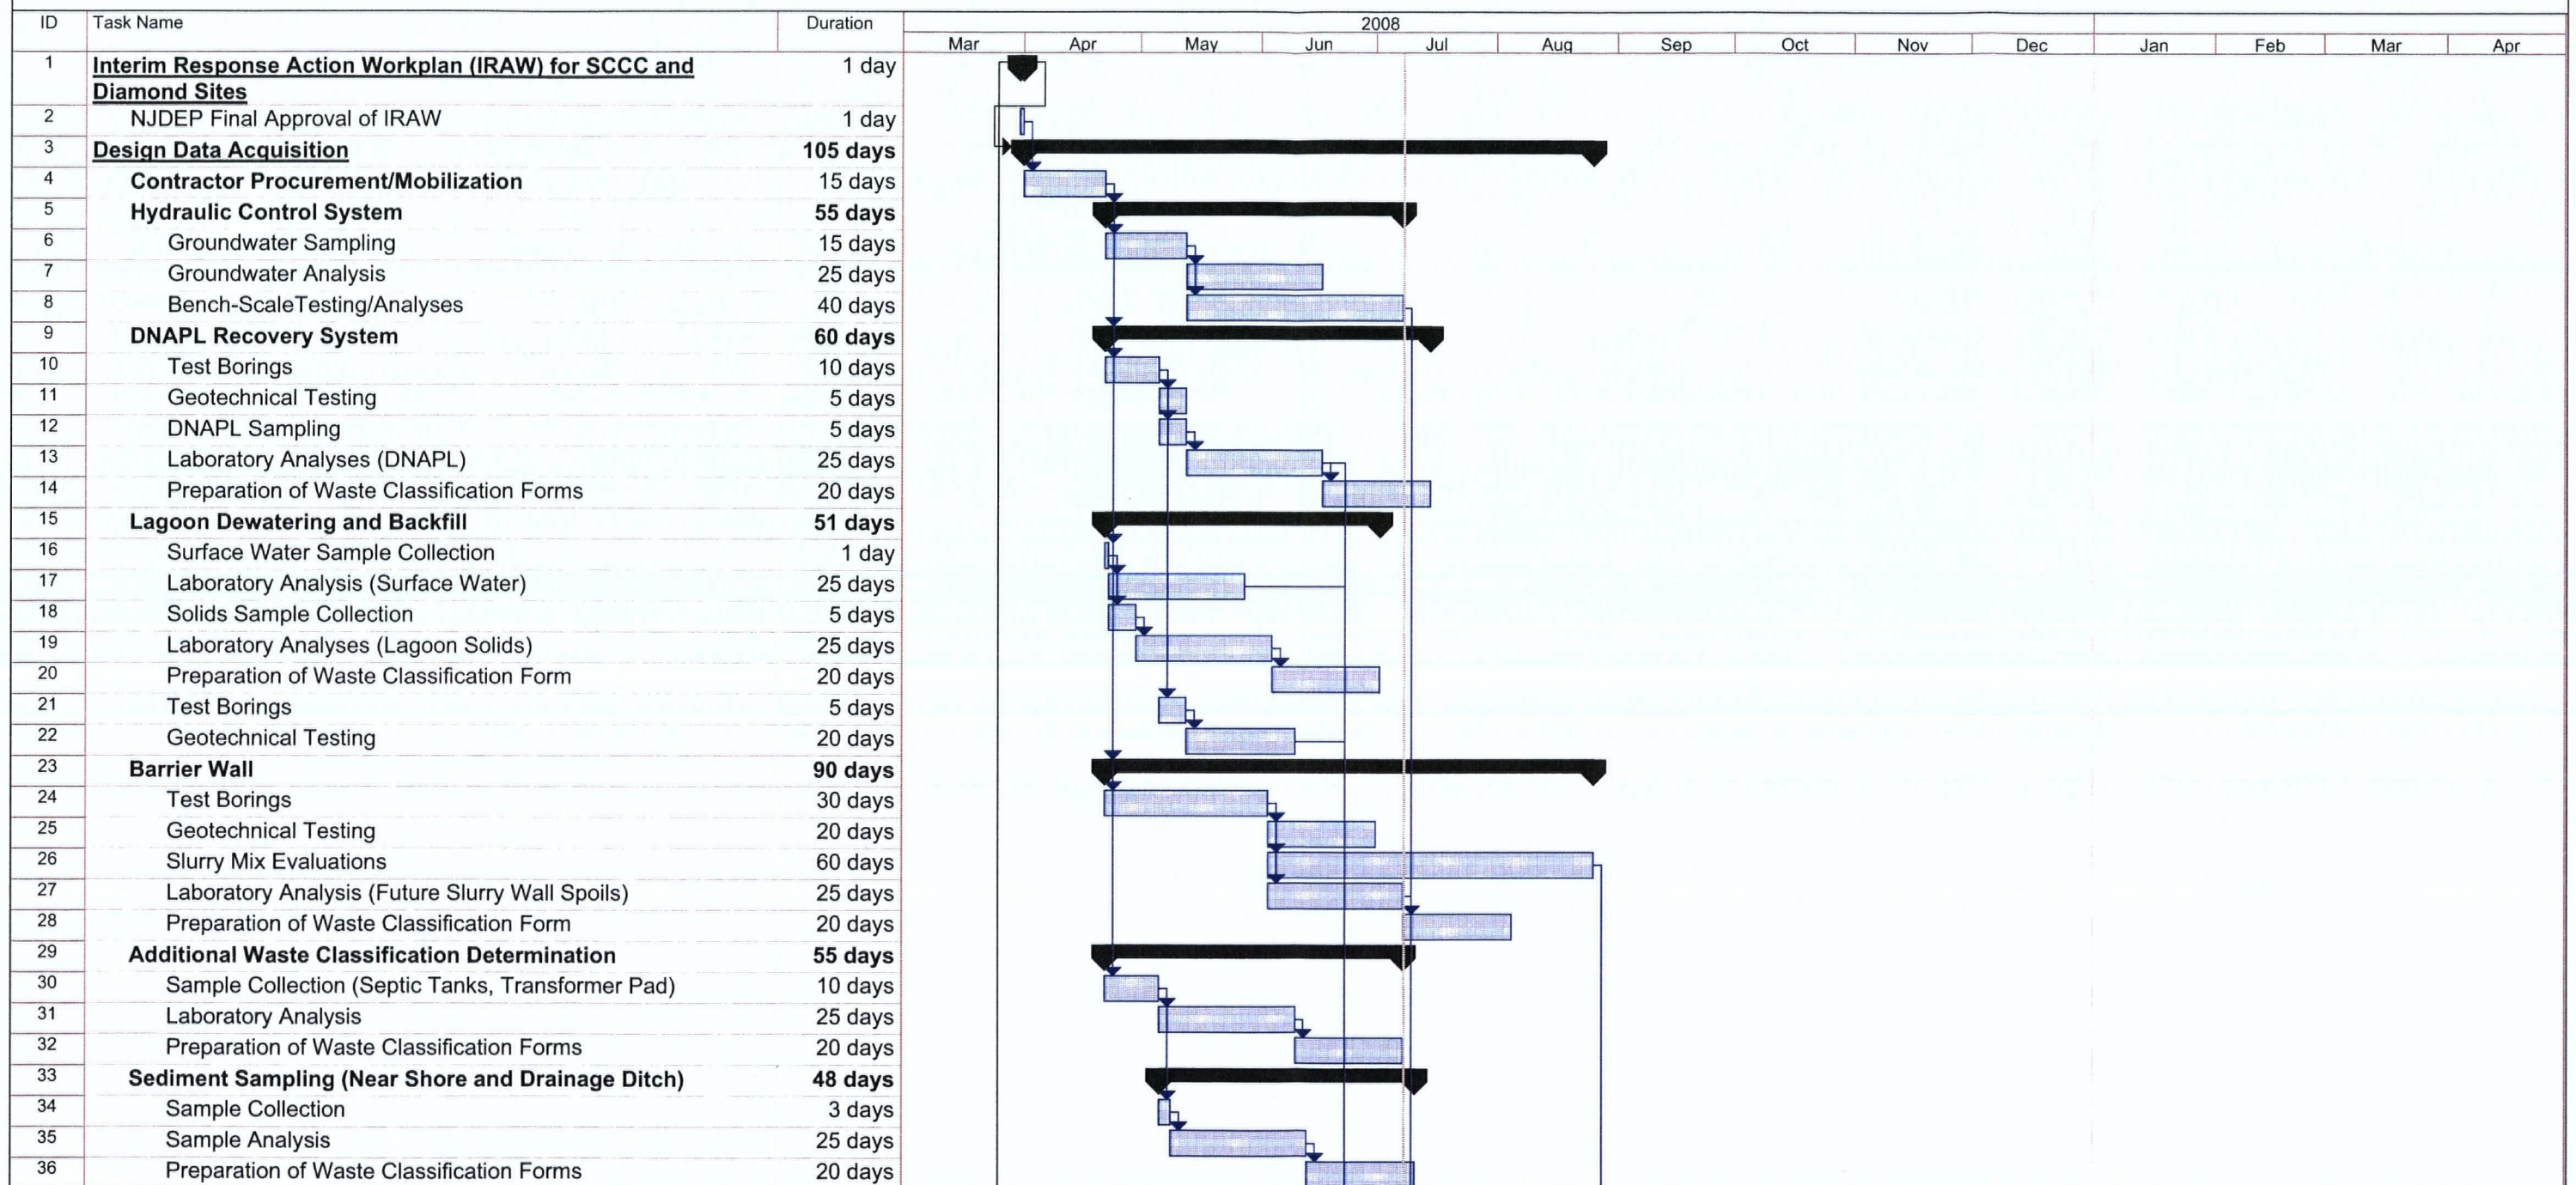 ID Task Name Duration 2008
Mar Apr May Jun Jul Aug Sep Oct Nov Dec Jan Feb Mar Apr
1 Interim Response Action Workplan (IRAW) for SCCC and 1 day
Diamond Sites
2 NJDEP Final Approval of IRAW 1 day
3 Design Data Acquisition 105 days
4 Contractor Procurement/Mobilization 15 days
5 Hydraulic Control System 55 days
6 Groundwater Sampling 15 days
7 Groundwater Analysis 25 days
8 Bench-ScaleTesting/Analyses 40 days
9 DNAPL Recovery System 60 days
10 Test Borings 10 days
11 Geotechnical Testing 5 days
12 DNAPL Sampling 5 days
13 Laboratory Analyses (DNAPL) 25 days
14 Preparation of Waste Classification Forms 20 days
15 Lagoon Dewatering and Backfill 51 days
16 Surface Water Sample Collection 1 day
17 Laboratory Analysis (Surface Water) 25 days
18 Solids Sample Collection 5 days
19 Laboratory Analyses (Lagoon Solids) 25 days
20 Preparation of Waste Classification Form 20 days
21 Test Borings 5 days
22 Geotechnical Testing 20 days
23 Barrier Wall 90 days
24 Test Borings 30 days
25 Geotechnical Testing 20 days
26 Slurry Mix Evaluations 60 days
27 Laboratory Analysis (Future Slurry Wall Spoils) 25 days
28 Preparation of Waste Classification Form 20 days
29 Additional Waste Classification Determination 55 days
30 Sample Collection (Septic Tanks, Transformer Pad) 10 days
31 Laboratory Analysis 25 days
32 Preparation of Waste Classification Forms 20 days
33 Sediment Sampling (Near Shore and Drainage Ditch) 48 days
34 Sample Collection 3 days
35 Sample Analysis 25 days
36 Preparation of Waste Classification Forms 20 days